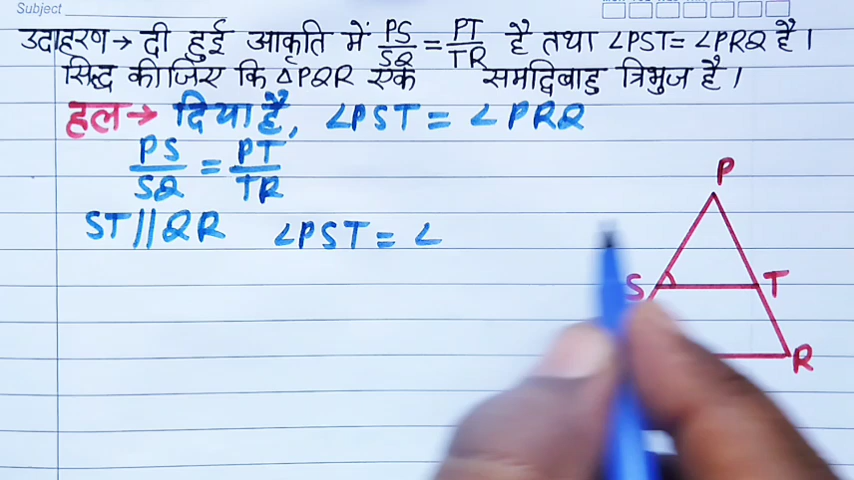 Subject
उदाहरण→ दी हुई आकृति में PS/SQ = PT/TR है तथा ∠PST = ∠PRQ है।
सिद्ध कीजिए कि △PQR एक समद्विबाहु त्रिभुज है।
हल→ दिया है, ∠PST = ∠PRQ
PS/SQ = PT/TR
ST||QR ∠PST = ∠
P
S
T
R